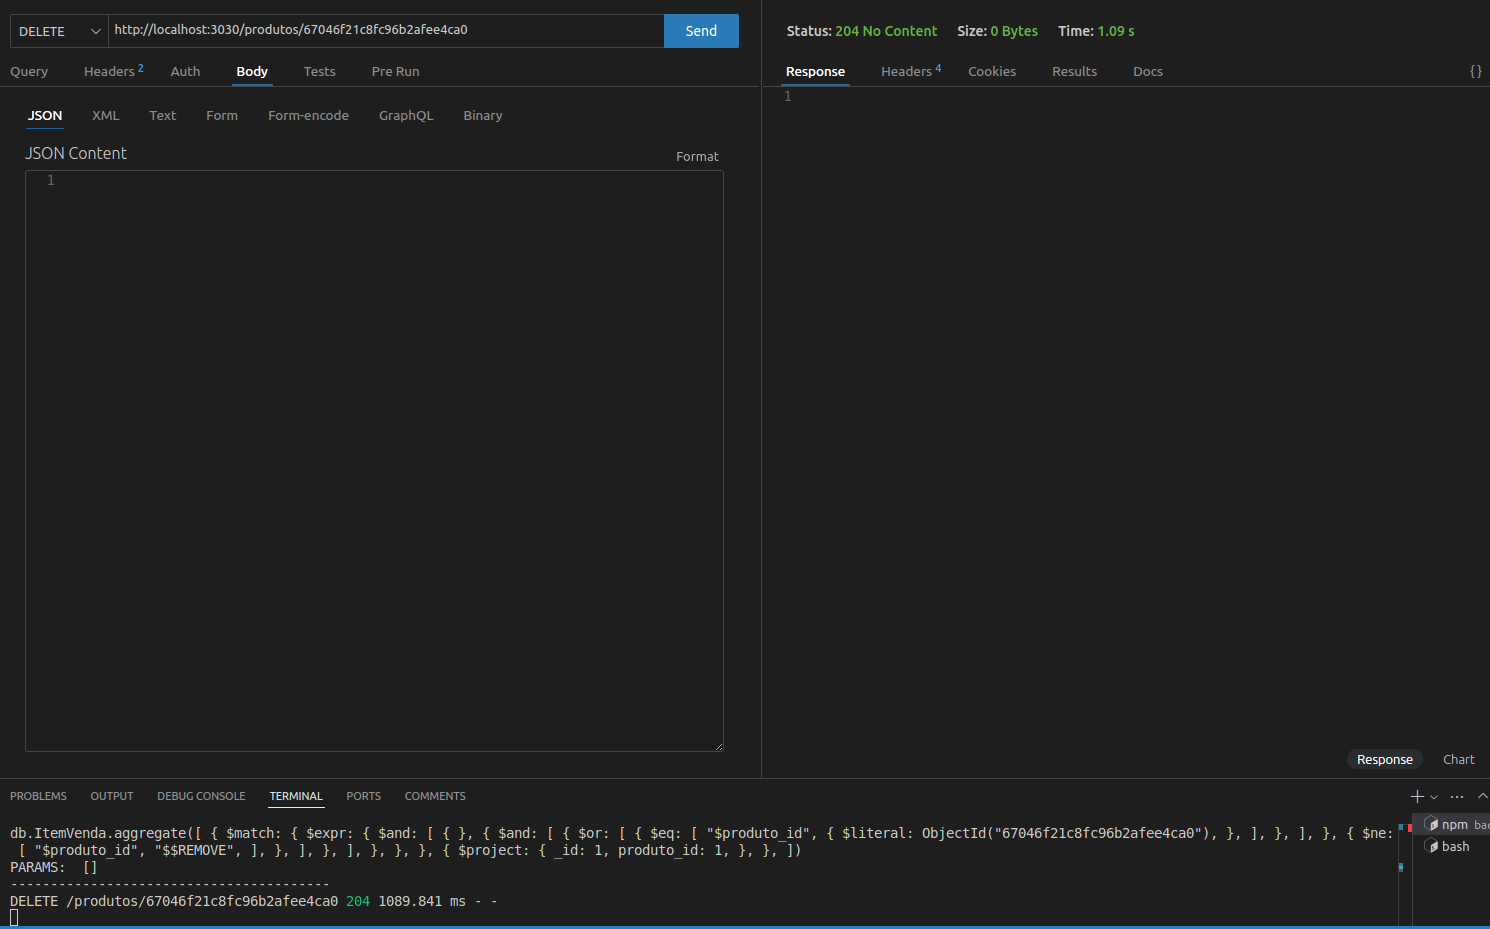 DELETE http://localhost:3030/produtos/67046f21c8fc96b2afee4ca0 Send
Query Headers 2 Auth Body Tests Pre Run
JSON XML Text Form Form-encode GraphQL Binary
JSON Content Format
1
Status: 204 No Content Size: 0 Bytes Time: 1.09 s
Response Headers 4 Cookies Results Docs {}
1
Response Chart
PROBLEMS OUTPUT DEBUG CONSOLE TERMINAL PORTS COMMENTS
db.ItemVenda.aggregate([ { $match: { $expr: { $and: [ { }, { $and: [ { $or: [ { $eq: [ "$produto_id", { $literal: ObjectId("67046f21c8fc96b2afee4ca0"), }, ], }, ], }, { $ne:
[ "$produto_id", "$$REMOVE", ], }, ], }, ], }, }, }, { $project: { _id: 1, produto_id: 1, }, }, ])
PARAMS: []
----------------------------------------
DELETE /produtos/67046f21c8fc96b2afee4ca0 204 1089.841 ms - -
npm bac
bash